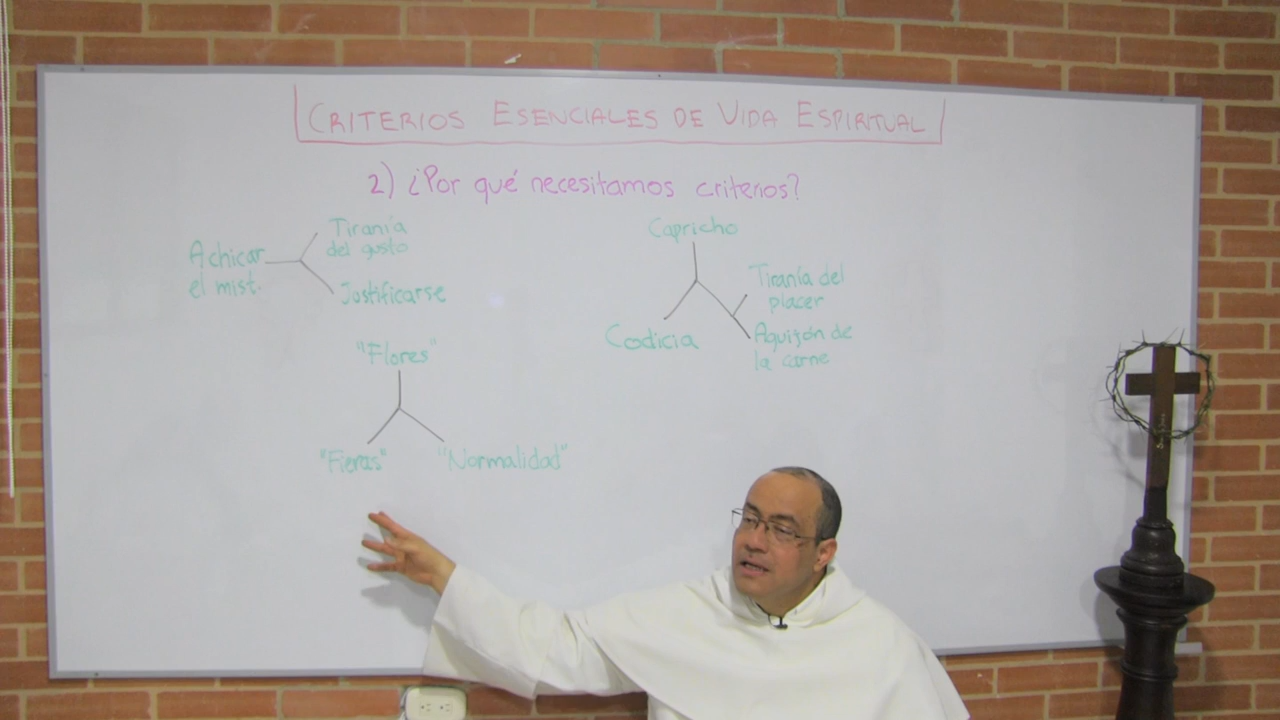 CRITERIOS ESENCIALES DE VIDA ESPIRITUAL
2) ¿Por qué necesitamos criterios?
Achicar
el mist.
Tiranía
del gusto
Justificarse
"Flores"
"Fieras"
"Normalidad"
Capricho
Codicia
Tiranía del
placer
Aguijón de
la carne